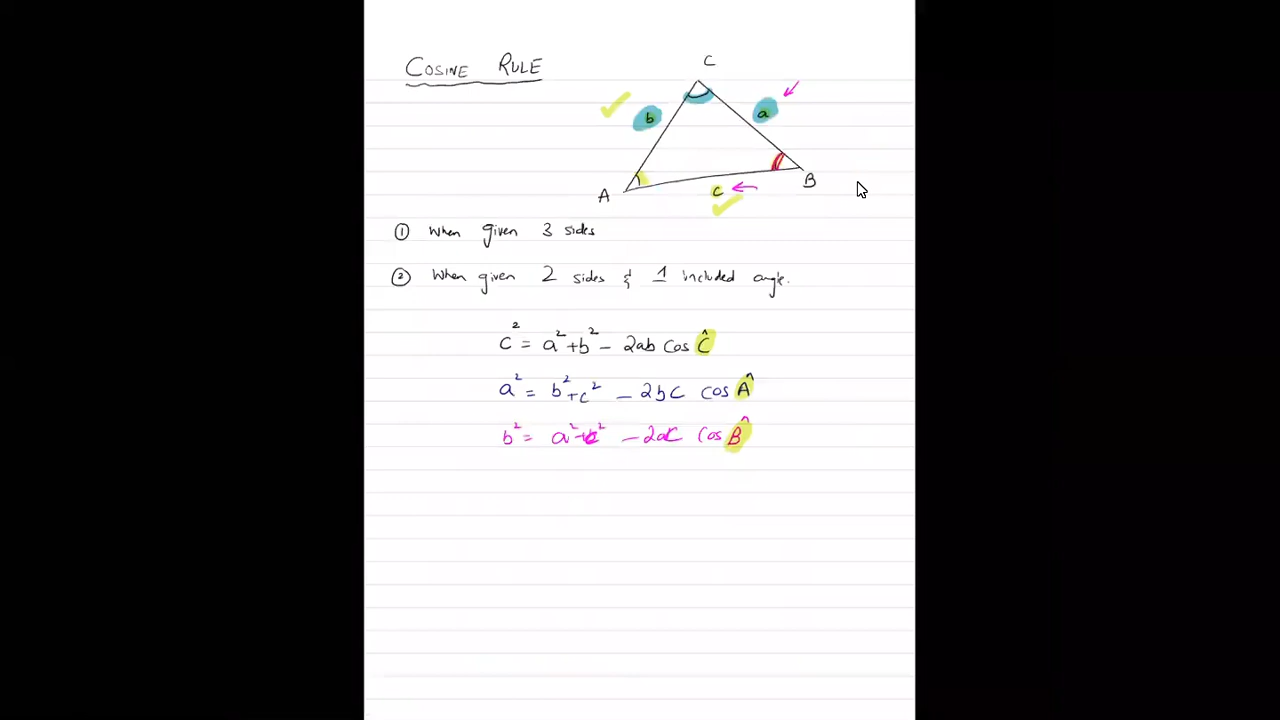 COSINE RULE
C
b
a
A
c
B
① When given 3 sides
② When given 2 sides & 1 included angle.
c² = a² + b² - 2ab cos Ĉ
a² = b² + c² - 2bc cos Â
b² = a² + c² - 2ac cos B̂